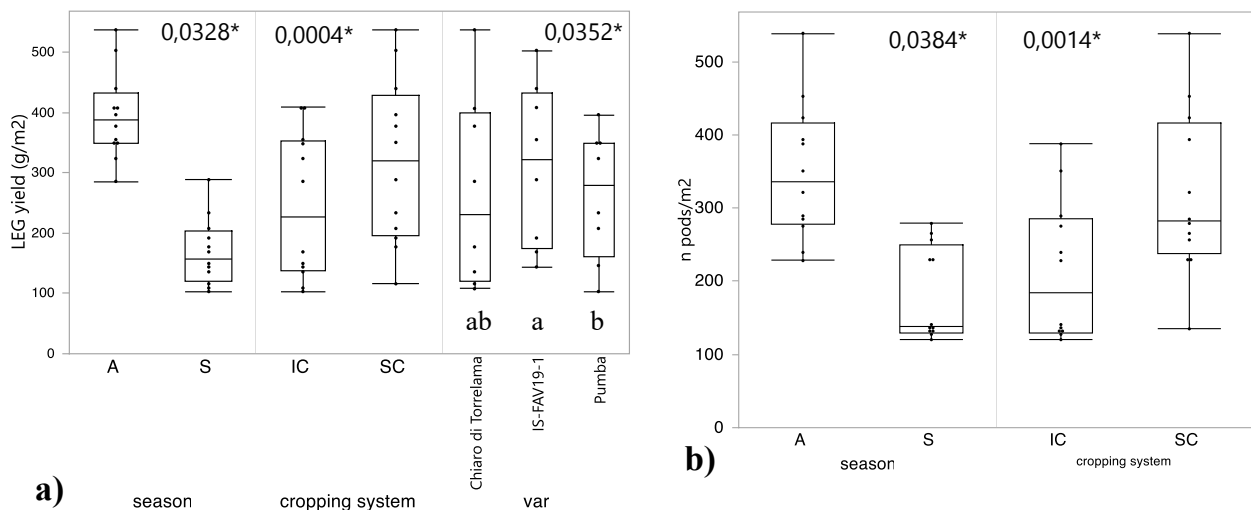 0,0328*
0,0004*
0,0352*
LEG yield (g/m2)
500
400
300
200
100
0
ab
a
b
A
S
IC
SC
Chiaro di Torrelama
IS-FAV19-1
Pumba
a)
season
cropping system
var
0,0384*
0,0014*
n pods/m2
500
400
300
200
100
0
A
S
IC
SC
b)
season
cropping system